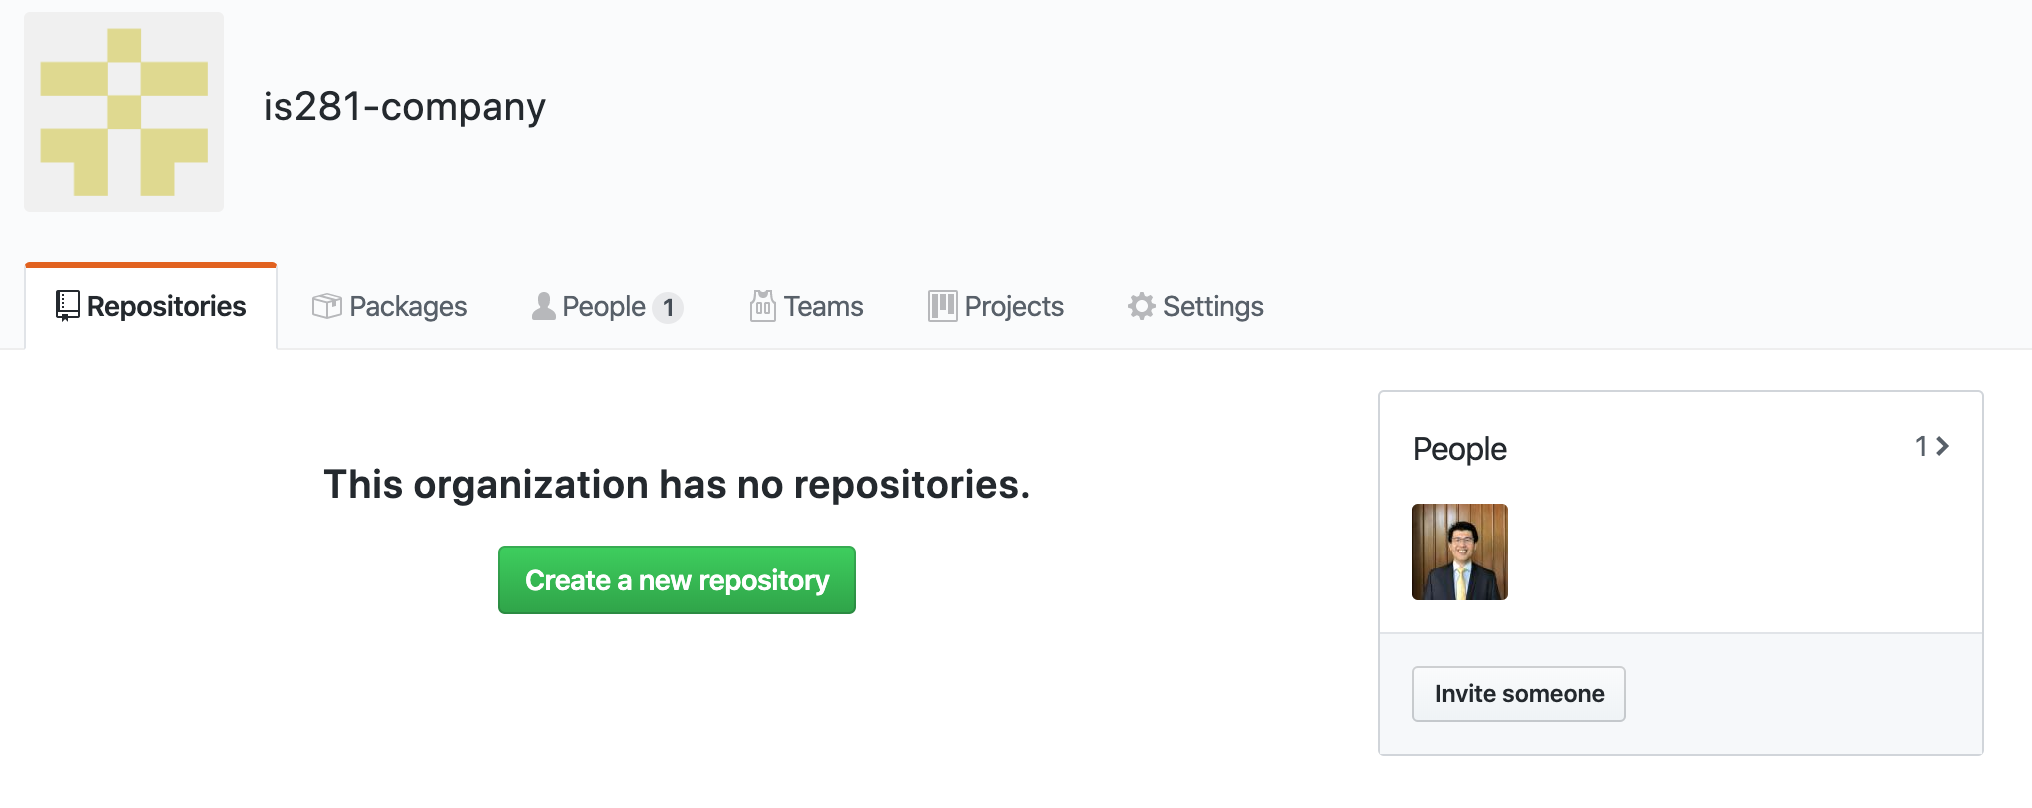 is281-company
Repositories Packages People 1 Teams Projects Settings
This organization has no repositories.
Create a new repository
People 1
Invite someone